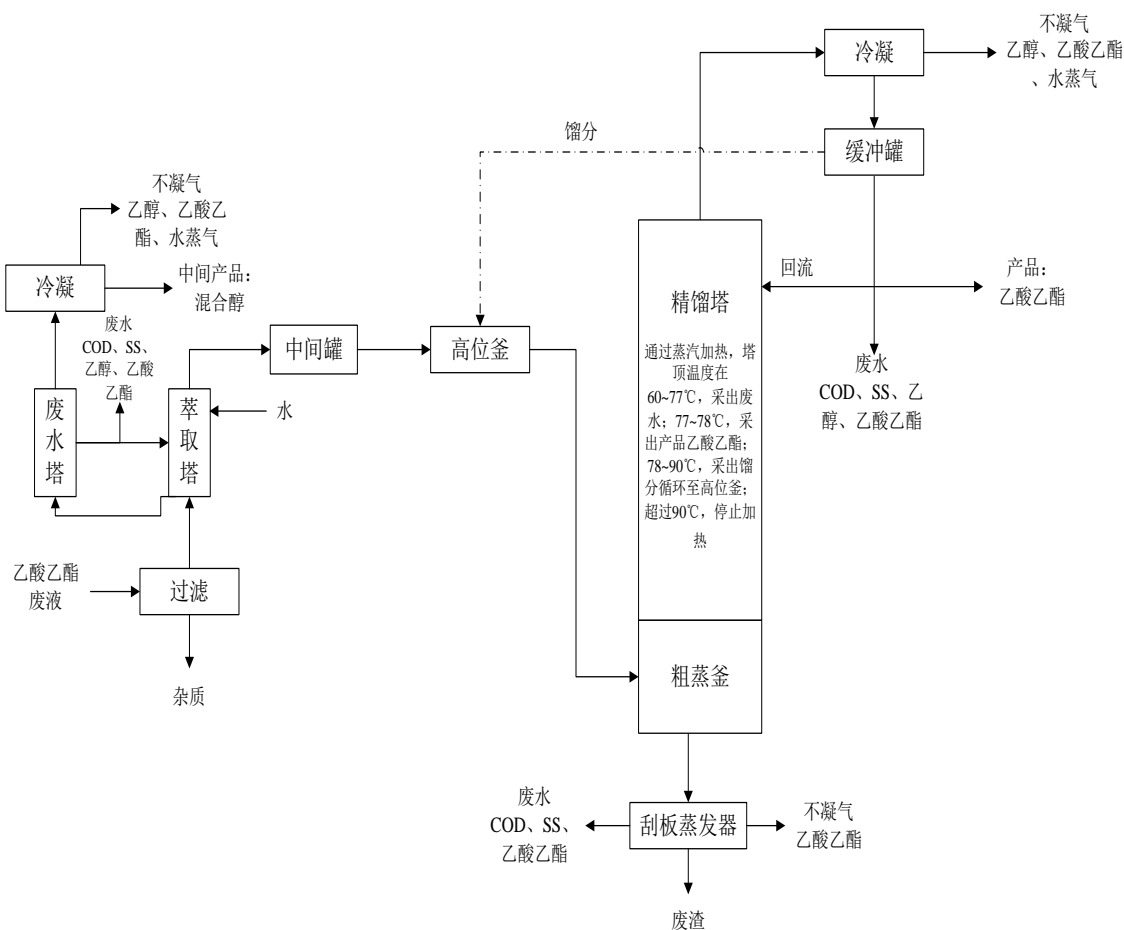 不凝气
乙醇、乙酸乙酯
、水蒸气
冷凝
馏分
缓冲罐
不凝气
乙醇、乙酸乙
酯、水蒸气
冷凝
中间产品：
混合醇
回流
产品：
乙酸乙酯
精馏塔
通过蒸汽加热，塔
顶温度在
60~77℃，采出废
水；77~78℃，采
出产品乙酸乙酯；
78~90℃，采出馏
分循环至高位釜；
超过90℃，停止加
热
废水
COD、SS、
乙醇、乙酸
乙酯
中间罐
高位釜
废水
COD、SS、乙
醇、乙酸乙酯
废
水
塔
萃
取
塔
水
乙酸乙酯
废液
过滤
杂质
粗蒸釜
废水
COD、SS、
乙酸乙酯
刮板蒸发器
不凝气
乙酸乙酯
废渣